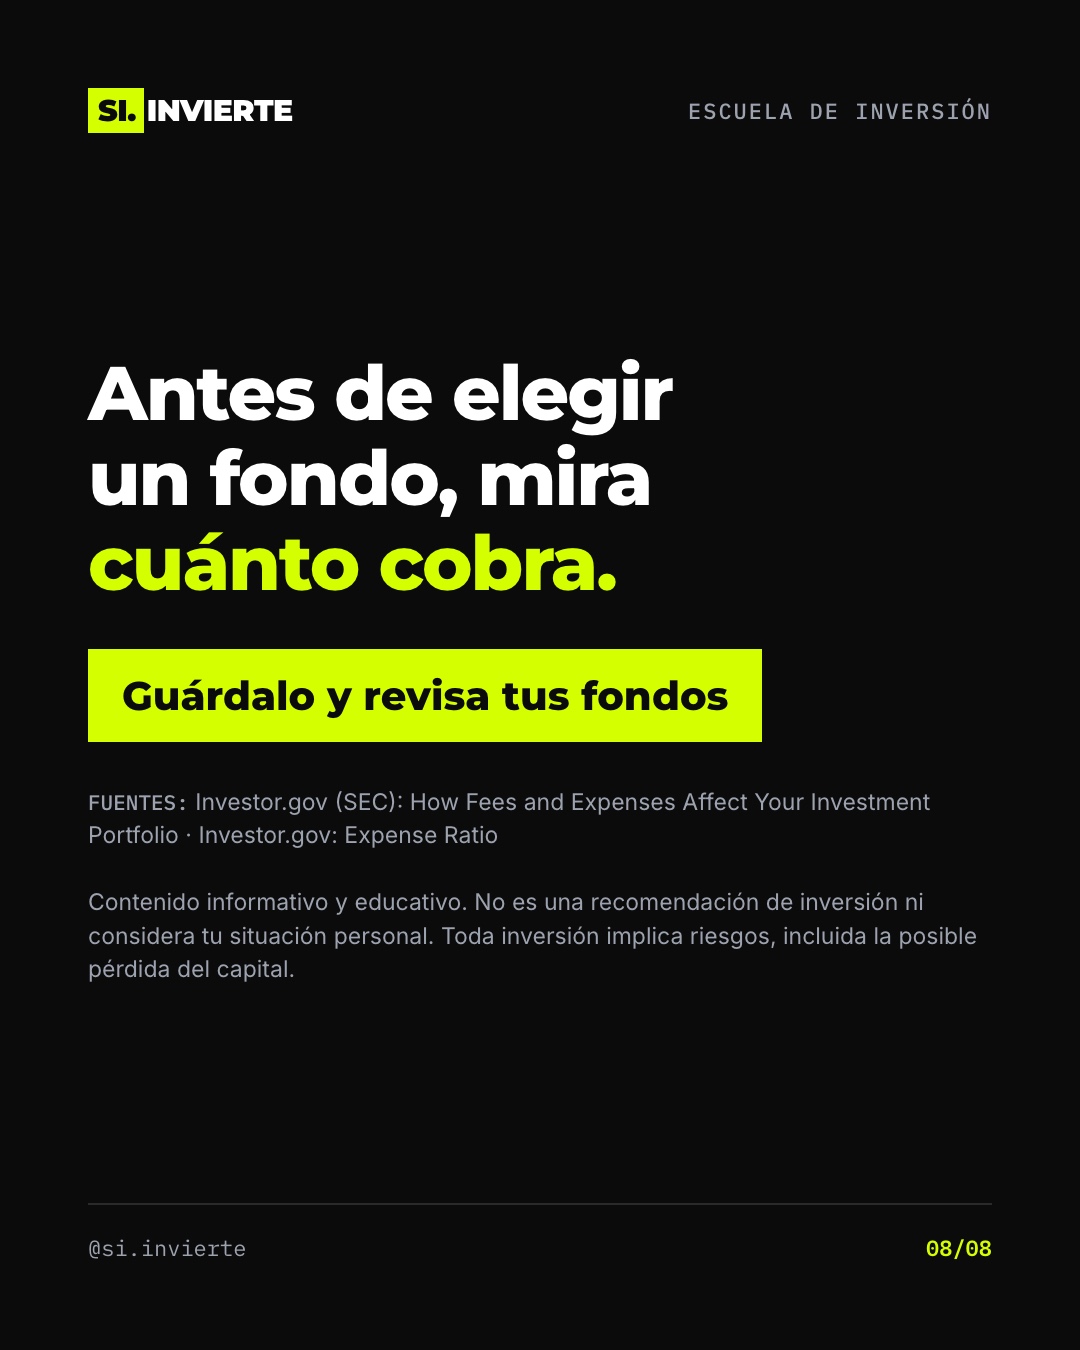 SI. INVIERTE
ESCUELA DE INVERSIÓN
Antes de elegir
un fondo, mira
cuánto cobra.
Guárdalo y revisa tus fondos
FUENTES: Investor.gov (SEC): How Fees and Expenses Affect Your Investment
Portfolio · Investor.gov: Expense Ratio
Contenido informativo y educativo. No es una recomendación de inversión ni
considera tu situación personal. Toda inversión implica riesgos, incluida la posible
pérdida del capital.
@si.invierte
08/08